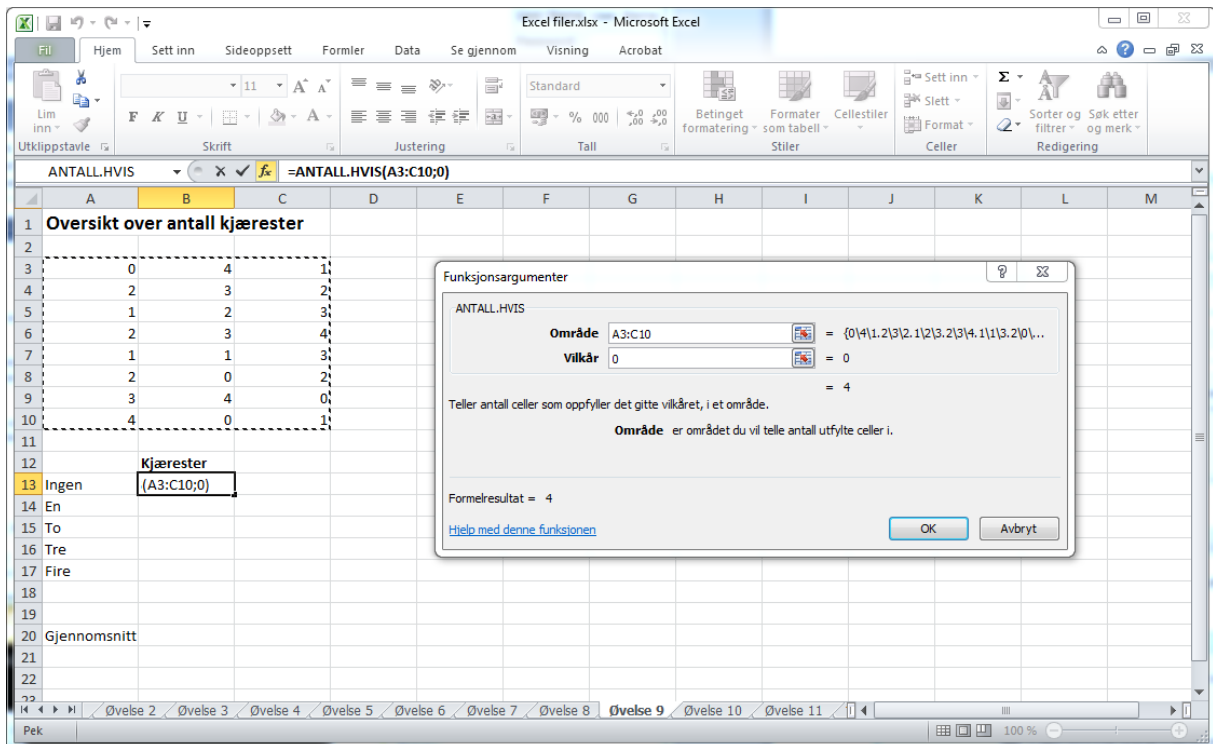 Excel filer.xlsx - Microsoft Excel
Fil Hjem Sett inn Sideoppsett Formler Data Se gjennom Visning Acrobat
11 A A Standard Sett inn Σ
Slett
Lim inn F K U A % 000 Betinget formatering Formater som tabell Cellestiler Format Sorter og filtrer Søk etter og merk
Utklippstavle Skrift Justering Tall Stiler Celler Redigering
ANTALL.HVIS fx =ANTALL.HVIS(A3:C10;0)
A B C D E F G H I J K L M
1 Oversikt over antall kjærester
2
3 0 4 1
4 2 3 2
5 1 2 3
6 2 3 4
7 1 1 3
8 2 0 2
9 3 4 0
10 4 0 1
11
12 Kjærester
13 Ingen (A3:C10;0)
14 En
15 To
16 Tre
17 Fire
18
19
20 Gjennomsnitt
21
22
23
Funksjonsargumenter
ANTALL.HVIS
Område A3:C10 = {0\4\1.2\3\2.1\2\3.2\3\4.1\1\3.2\0\...
Vilkår 0 = 0
= 4
Teller antall celler som oppfyller det gitte vilkåret, i et område.
Område er området du vil telle antall utfylte celler i.
Formelresultat = 4
Hjelp med denne funksjonen OK Avbryt
Øvelse 2 Øvelse 3 Øvelse 4 Øvelse 5 Øvelse 6 Øvelse 7 Øvelse 8 Øvelse 9 Øvelse 10 Øvelse 11
Pek 100 %